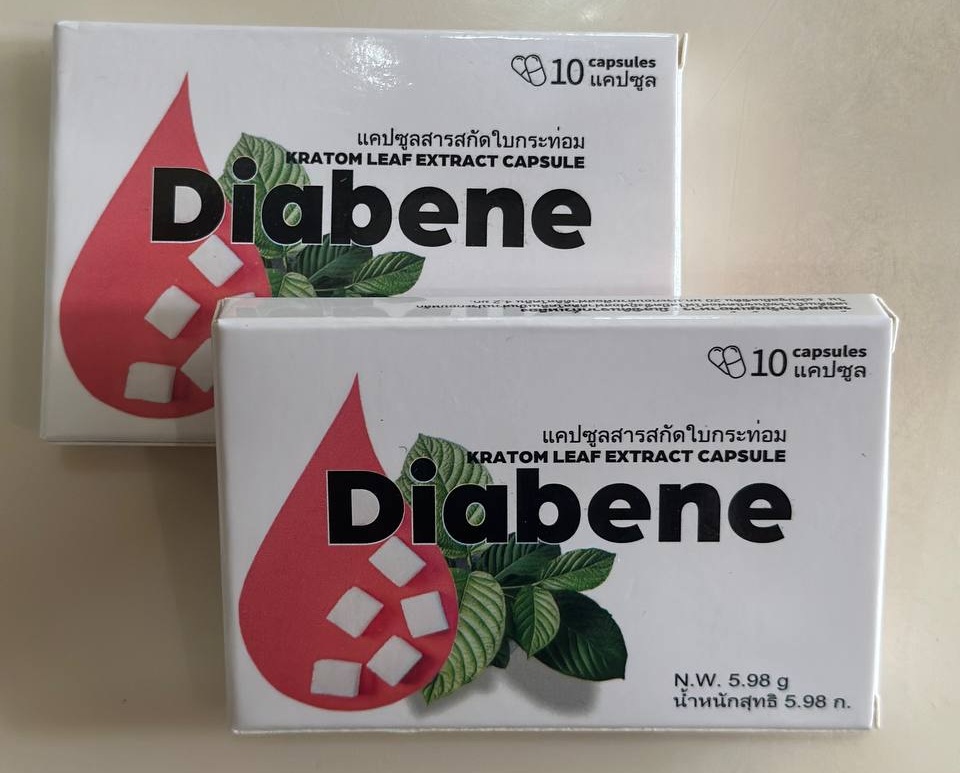 10 capsules
แคปซูล
แคปซูลสารสกัดใบกระท่อม
KRATOM LEAF EXTRACT CAPSULE
Diabene
10 capsules
แคปซูล
แคปซูลสารสกัดใบกระท่อม
KRATOM LEAF EXTRACT CAPSULE
Diabene
N.W. 5.98 g
น้ำหนักสุทธิ 5.98 ก.